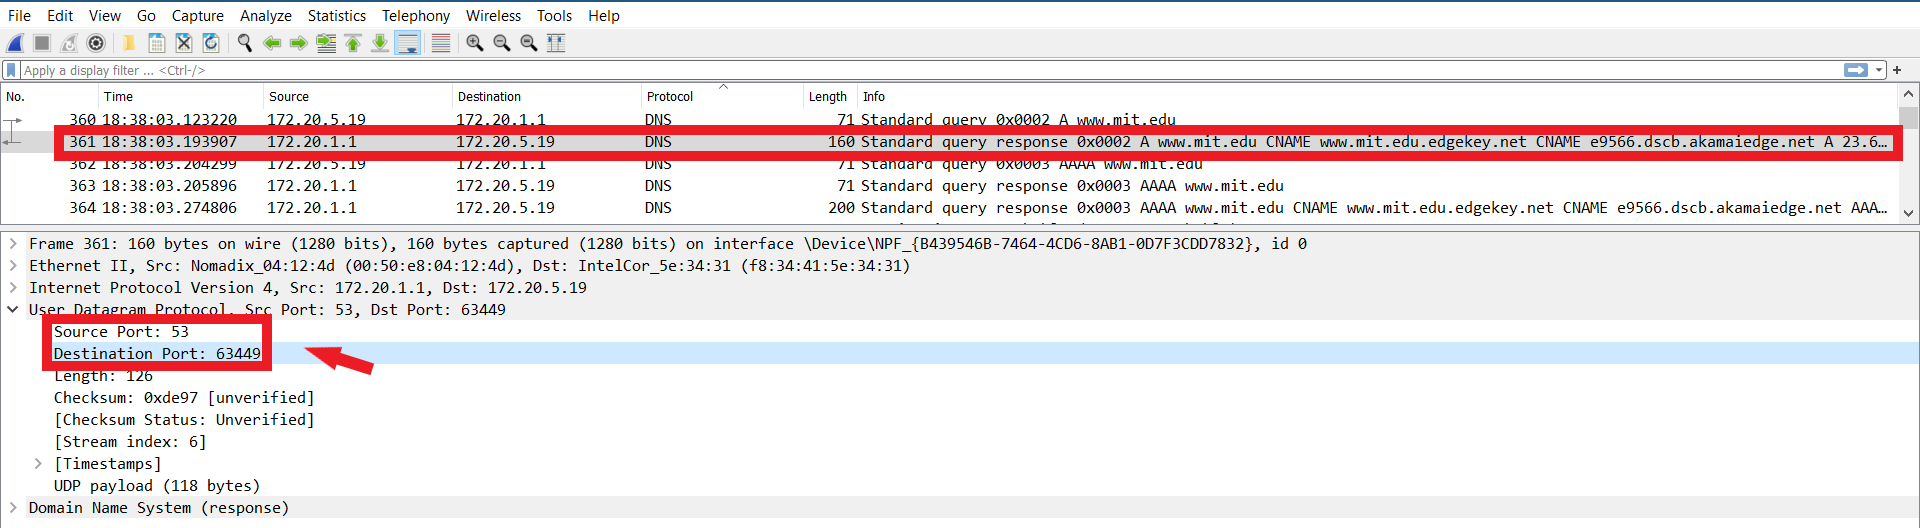 File Edit View Go Capture Analyze Statistics Telephony Wireless Tools Help
Apply a display filter ... <Ctrl-/>
No. Time Source Destination Protocol Length Info
360 18:38:03.123220 172.20.5.19 172.20.1.1 DNS 71 Standard query 0x0002 A www.mit.edu
361 18:38:03.193907 172.20.1.1 172.20.5.19 DNS 160 Standard query response 0x0002 A www.mit.edu CNAME www.mit.edu.edgekey.net CNAME e9566.dscb.akamaiedge.net A 23.6…
362 18:38:03.204299 172.20.5.19 172.20.1.1 DNS 71 Standard query 0x0003 AAAA www.mit.edu
363 18:38:03.205896 172.20.1.1 172.20.5.19 DNS 71 Standard query response 0x0003 AAAA www.mit.edu
364 18:38:03.274806 172.20.1.1 172.20.5.19 DNS 200 Standard query response 0x0003 AAAA www.mit.edu CNAME www.mit.edu.edgekey.net CNAME e9566.dscb.akamaiedge.net AAA…
Frame 361: 160 bytes on wire (1280 bits), 160 bytes captured (1280 bits) on interface \Device\NPF_{B439546B-7464-4CD6-8AB1-0D7F3CDD7832}, id 0
Ethernet II, Src: Nomadix_04:12:4d (00:50:e8:04:12:4d), Dst: IntelCor_5e:34:31 (f8:34:41:5e:34:31)
Internet Protocol Version 4, Src: 172.20.1.1, Dst: 172.20.5.19
User Datagram Protocol, Src Port: 53, Dst Port: 63449
Source Port: 53
Destination Port: 63449
Length: 126
Checksum: 0xde97 [unverified]
[Checksum Status: Unverified]
[Stream index: 6]
[Timestamps]
UDP payload (118 bytes)
Domain Name System (response)